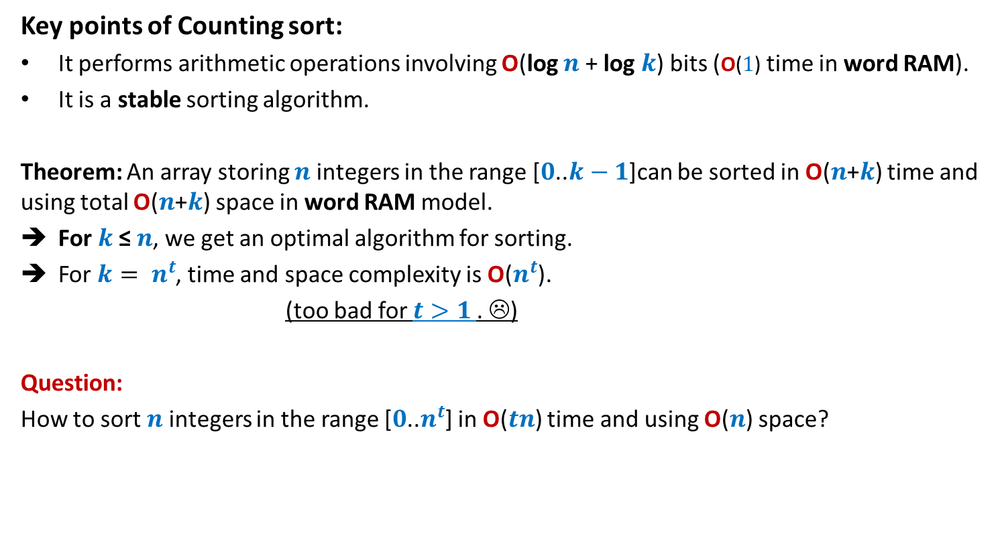 Key points of Counting sort:
• It performs arithmetic operations involving O(log n + log k) bits (O(1) time in word RAM).
• It is a stable sorting algorithm.
Theorem: An array storing n integers in the range [0..k − 1]can be sorted in O(n+k) time and
using total O(n+k) space in word RAM model.
➔ For k ≤ n, we get an optimal algorithm for sorting.
➔ For k = nᵗ, time and space complexity is O(nᵗ).
(too bad for t > 1 . ☹)
Question:
How to sort n integers in the range [0..nᵗ] in O(tn) time and using O(n) space?